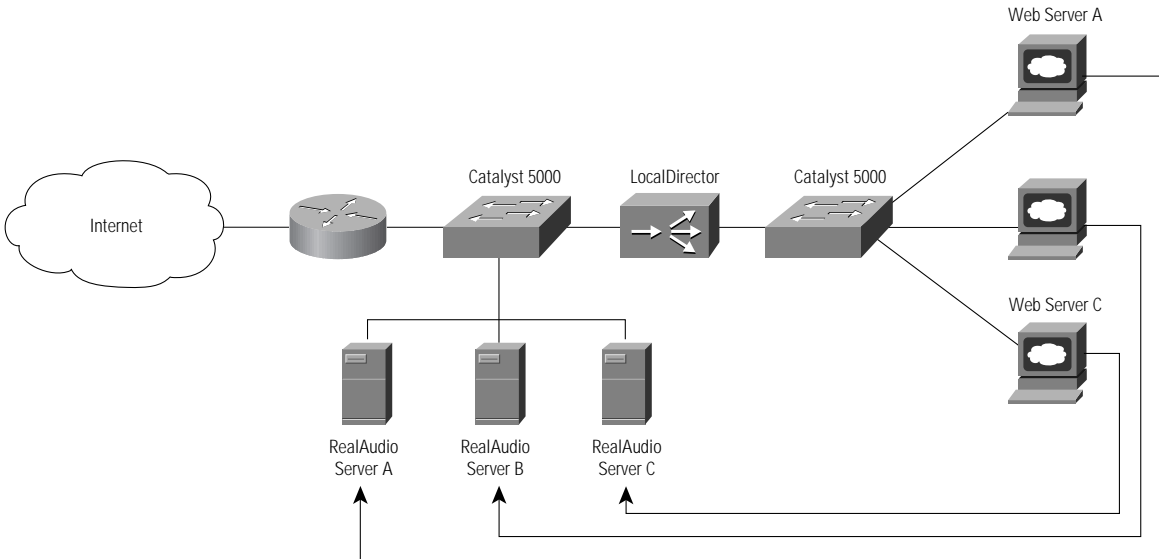 Web Server A
Catalyst 5000
LocalDirector
Catalyst 5000
Internet
Web Server C
RealAudio
Server A
RealAudio
Server B
RealAudio
Server C